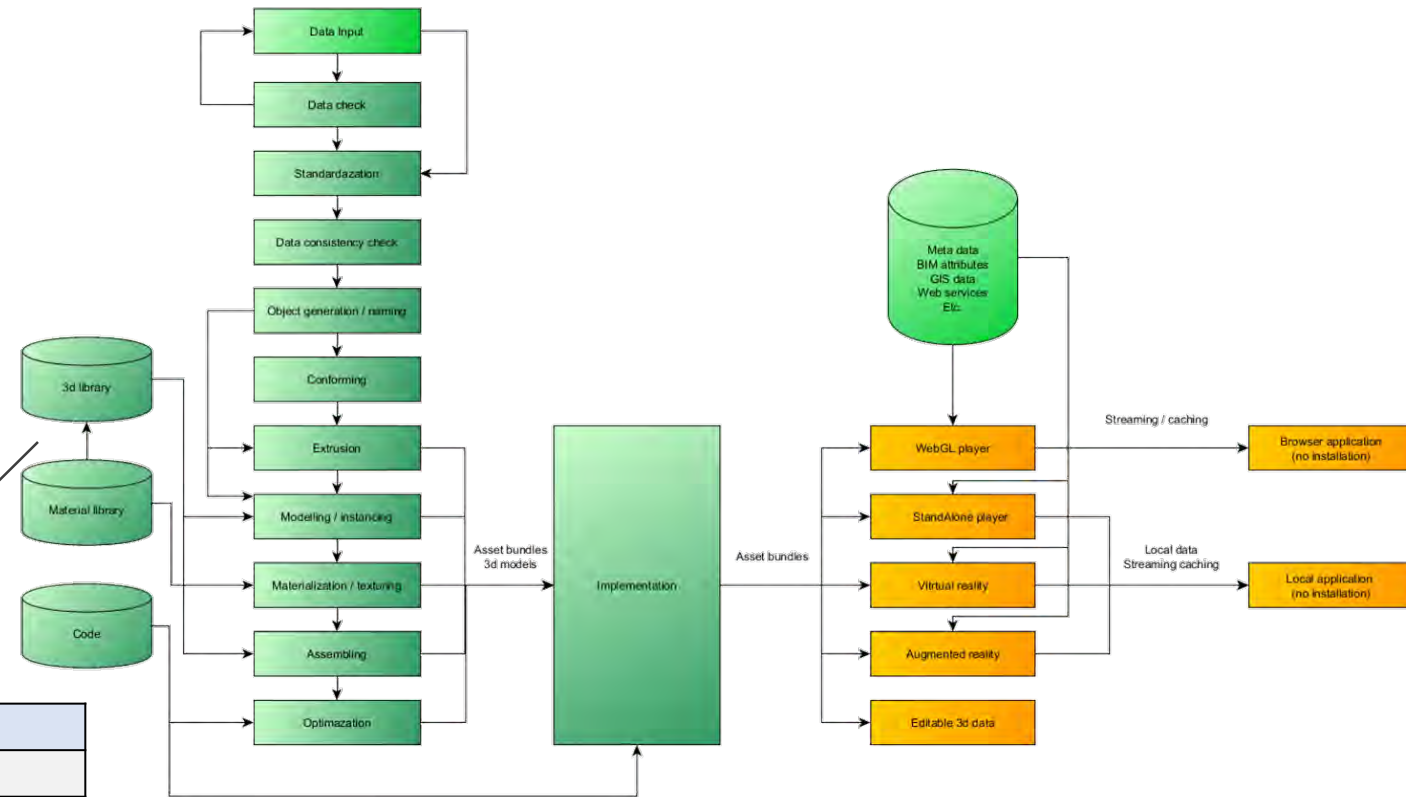 Data Input
Data check
Standardazation
Data consistency check
Object generation / naming
Conforming
Extrusion
Modelling / instancing
Materialization / texturing
Assembling
Optimazation
3d library
Material library
Code
Asset bundles
3d models
Implementation
Asset bundles
Meta data
BIM attributes
GIS data
Web services
Etc.
WebGL player
StandAlone player
Viitrual reality
Augmented reality
Editable 3d data
Streaming / caching
Local data
Streaming caching
Browser application
(no installation)
Local application
(no installation)